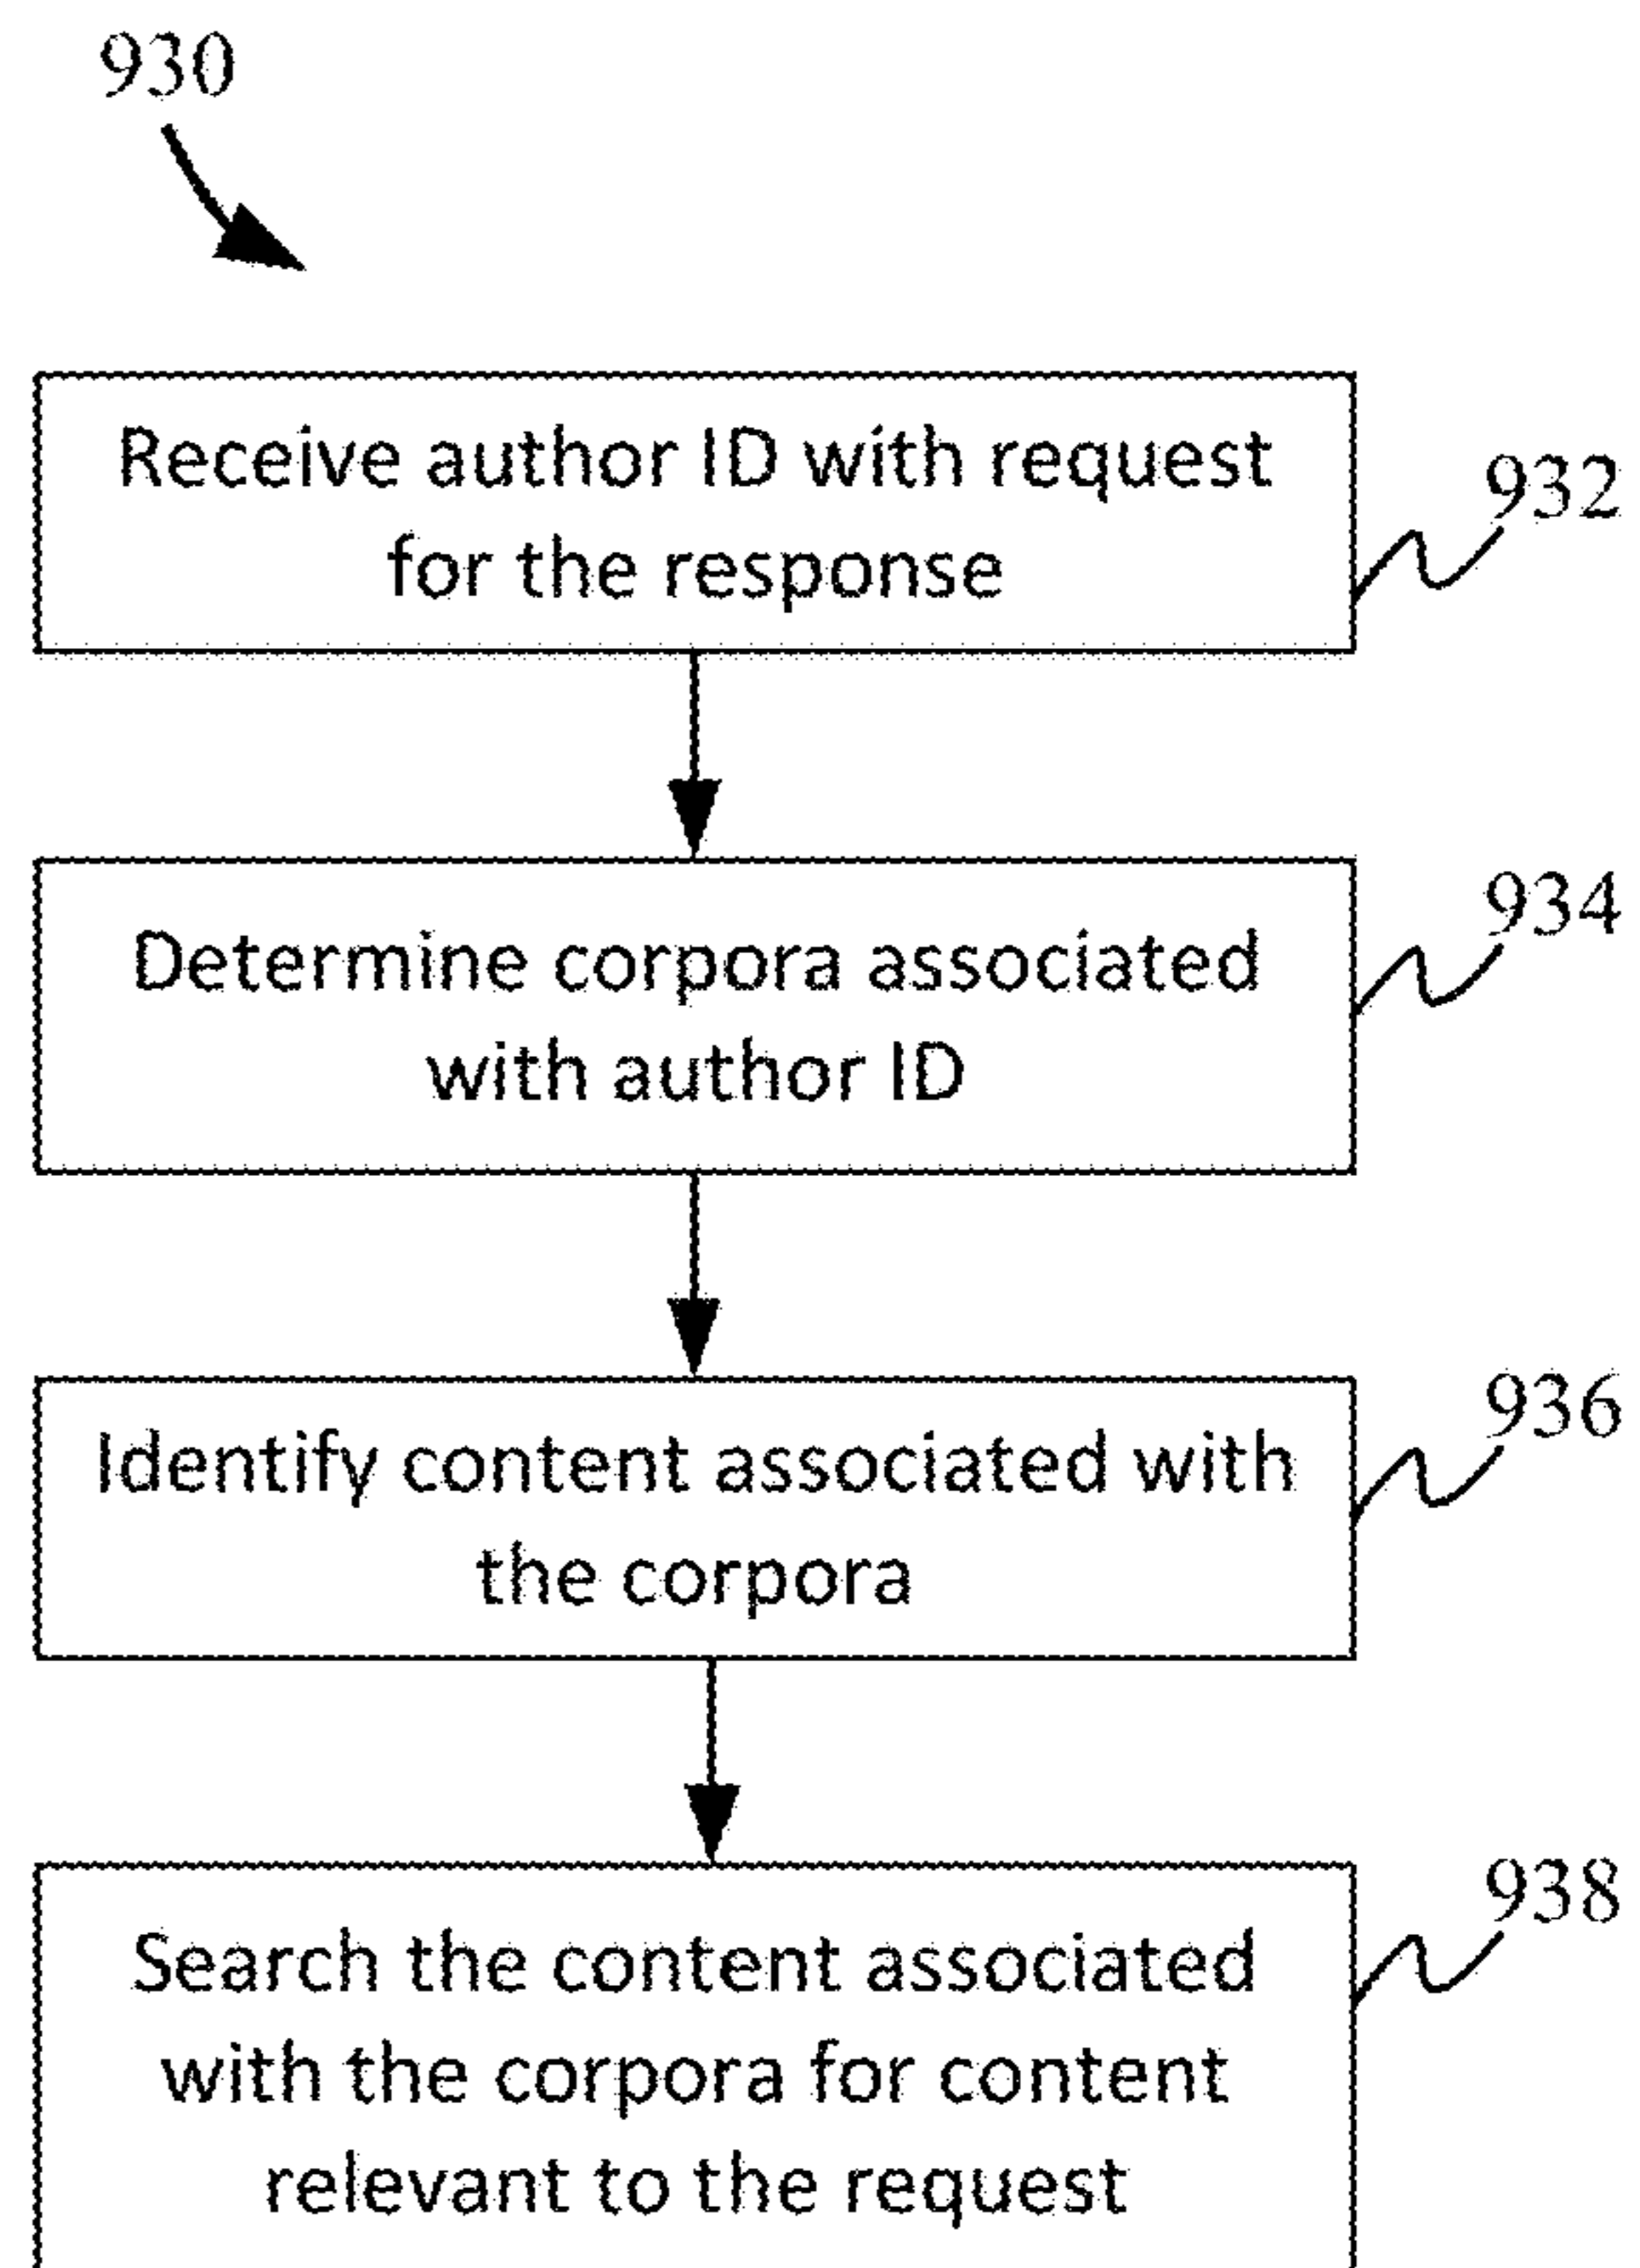 930
Receive author ID with request
for the response
932
Determine corpora associated
with author ID
934
Identify content associated with
the corpora
936
Search the content associated
with the corpora for content
relevant to the request
938